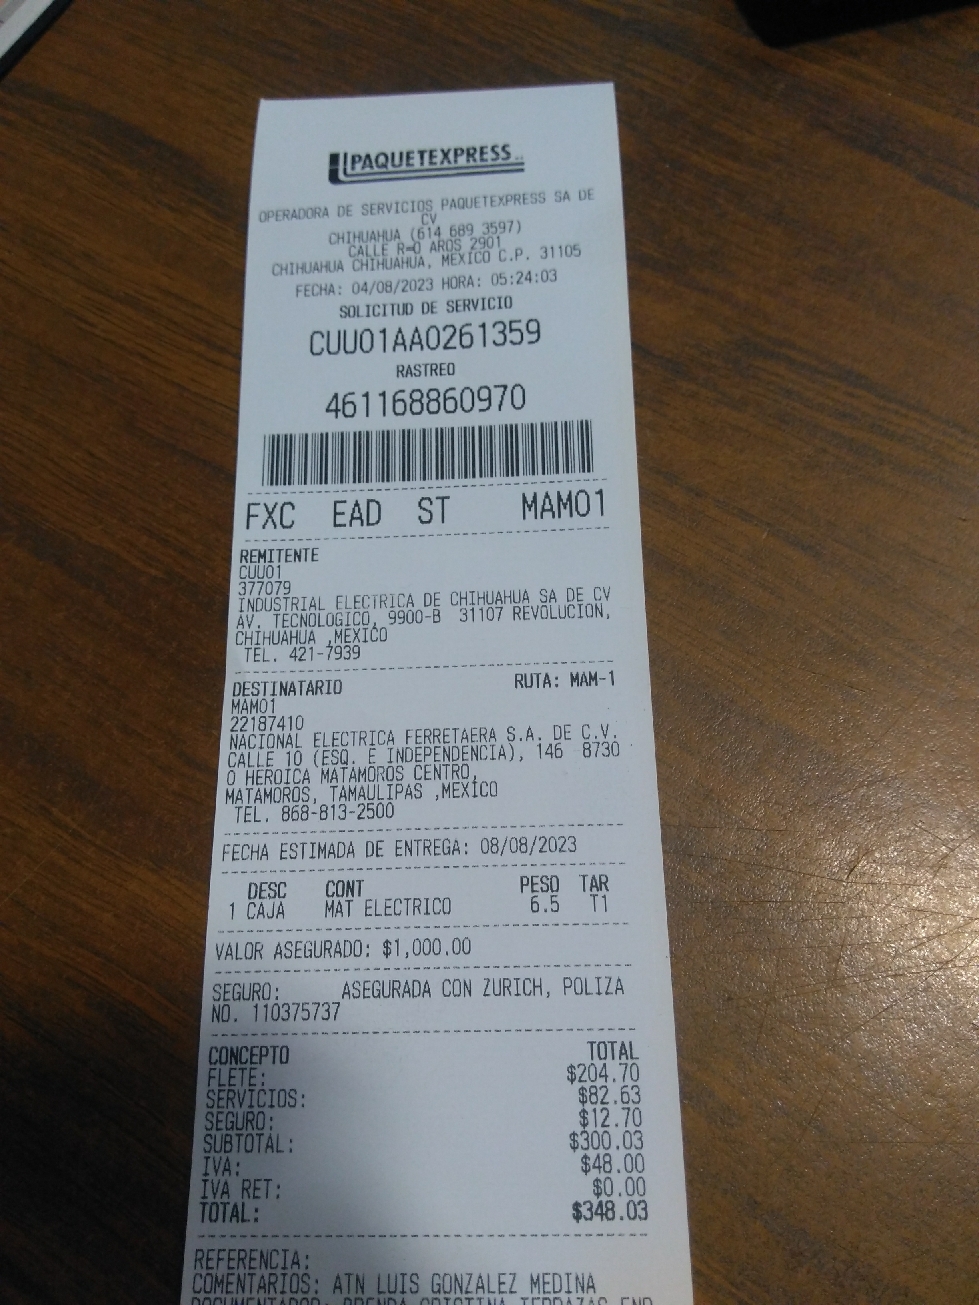 PAQUETEXPRESS
OPERADORA DE SERVICIOS PAQUETEXPRESS SA DE
CV
CHIHUAHUA (614 689 3597)
CALLE R=O AROS 2901
CHIHUAHUA CHIHUAHUA, MEXICO C.P. 31105
FECHA: 04/08/2023 HORA: 05:24:03
SOLICITUD DE SERVICIO
CUU01AA0261359
RASTREO
461168860970
FXC EAD ST MAM01
REMITENTE
CUU01
377079
INDUSTRIAL ELECTRICA DE CHIHUAHUA SA DE CV
AV. TECNOLOGICO, 9900-B 31107 REVOLUCION,
CHIHUAHUA ,MEXICO
TEL. 421-7939
DESTINATARIO RUTA: MAM-1
MAM01
22187410
NACIONAL ELECTRICA FERRETAERA S.A. DE C.V.
CALLE 10 (ESQ. E INDEPENDENCIA), 146 8730
0 HEROICA MATAMOROS CENTRO,
MATAMOROS, TAMAULIPAS ,MEXICO
TEL. 868-813-2500
FECHA ESTIMADA DE ENTREGA: 08/08/2023
DESC CONT PESO TAR
1 CAJA MAT ELECTRICO 6.5 T1
VALOR ASEGURADO: $1,000.00
SEGURO: ASEGURADA CON ZURICH, POLIZA
NO. 110375737
CONCEPTO TOTAL
FLETE: $204.70
SERVICIOS: $82.63
SEGURO: $12.70
SUBTOTAL: $300.03
IVA: $48.00
IVA RET: $0.00
TOTAL: $348.03
REFERENCIA:
COMENTARIOS: ATN LUIS GONZALEZ MEDINA